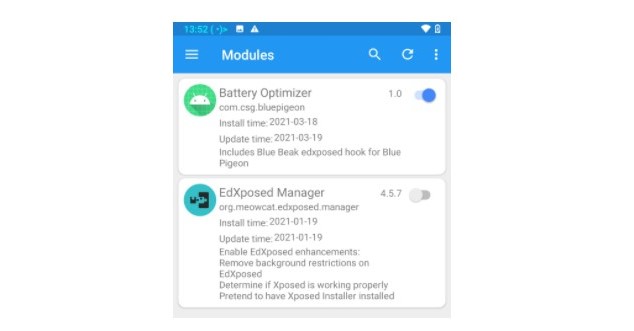 13:52
Modules
Battery Optimizer 1.0
com.csg.bluepigeon
Install time: 2021-03-18
Update time: 2021-03-19
Includes Blue Beak edxposed hook for Blue
Pigeon
EdXposed Manager 4.5.7
org.meowcat.edxposed.manager
Install time: 2021-01-19
Update time: 2021-01-19
Enable EdXposed enhancements:
Remove background restrictions on
EdXposed
Determine if Xposed is working properly
Pretend to have Xposed Installer installed